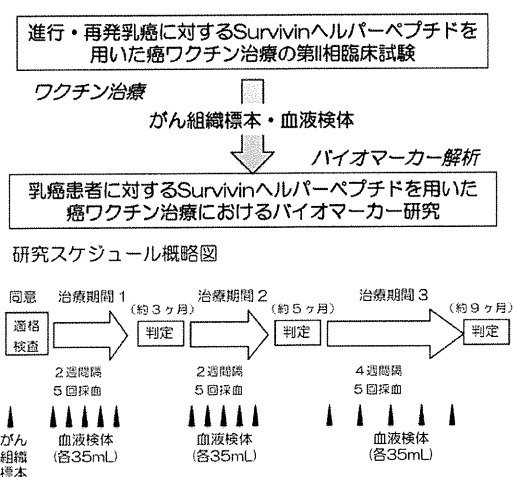 進行・再発乳癌に対するSurvivinヘルパーペプチドを
用いた癌ワクチン治療の第II相臨床試験
ワクチン治療
がん組織標本・血液検体
バイオマーカー解析
乳癌患者に対するSurvivinヘルパーペプチドを用いた
癌ワクチン治療におけるバイオマーカー研究
研究スケジュール概略図
同意 治療期間1 治療期間2 治療期間3
(約3ヶ月) (約5ヶ月) (約9ヶ月)
適格
検査
判定 判定 判定
2週間隔 2週間隔 4週間隔
5回採血 5回採血 5回採血
がん
組織
標本
血液検体 血液検体 血液検体
(各35mL) (各35mL) (各35mL)